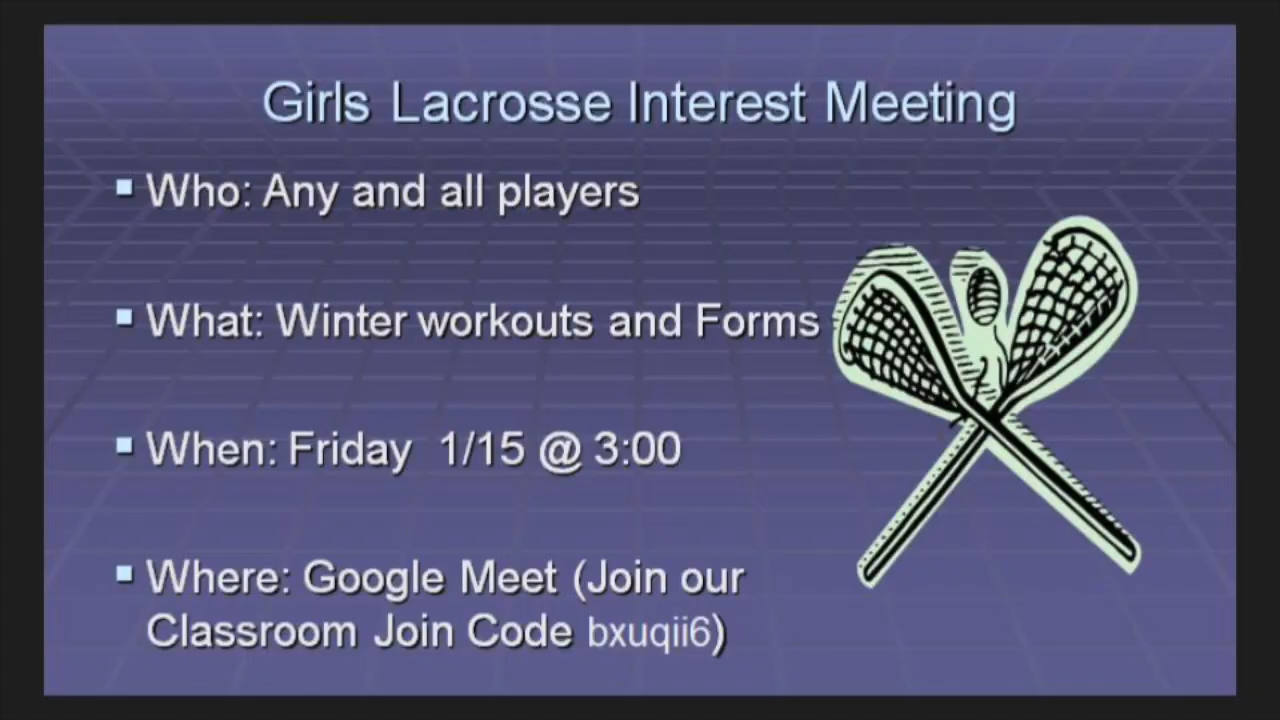 Girls Lacrosse Interest Meeting
Who: Any and all players
What: Winter workouts and Forms
When: Friday 1/15 @ 3:00
Where: Google Meet (Join our
Classroom Join Code bxuqii6)